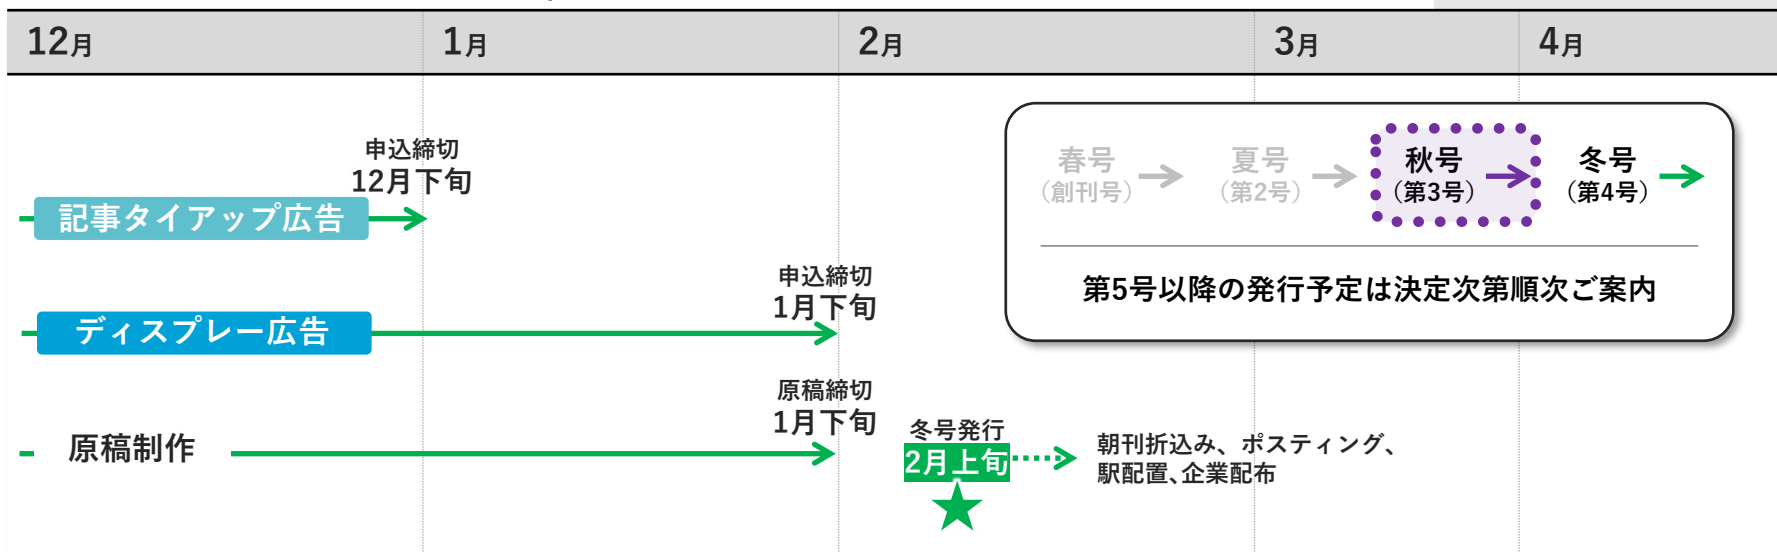 12月 1月 2月 3月 4月
申込締切
12月下旬
記事タイアップ広告
申込締切
1月下旬
ディスプレー広告
原稿締切
1月下旬
原稿制作
冬号発行
2月上旬
朝刊折込み、ポスティング、
駅配置、企業配布
春号 夏号 秋号 冬号
(創刊号) (第2号) (第3号) (第4号)
第5号以降の発行予定は決定次第順次ご案内